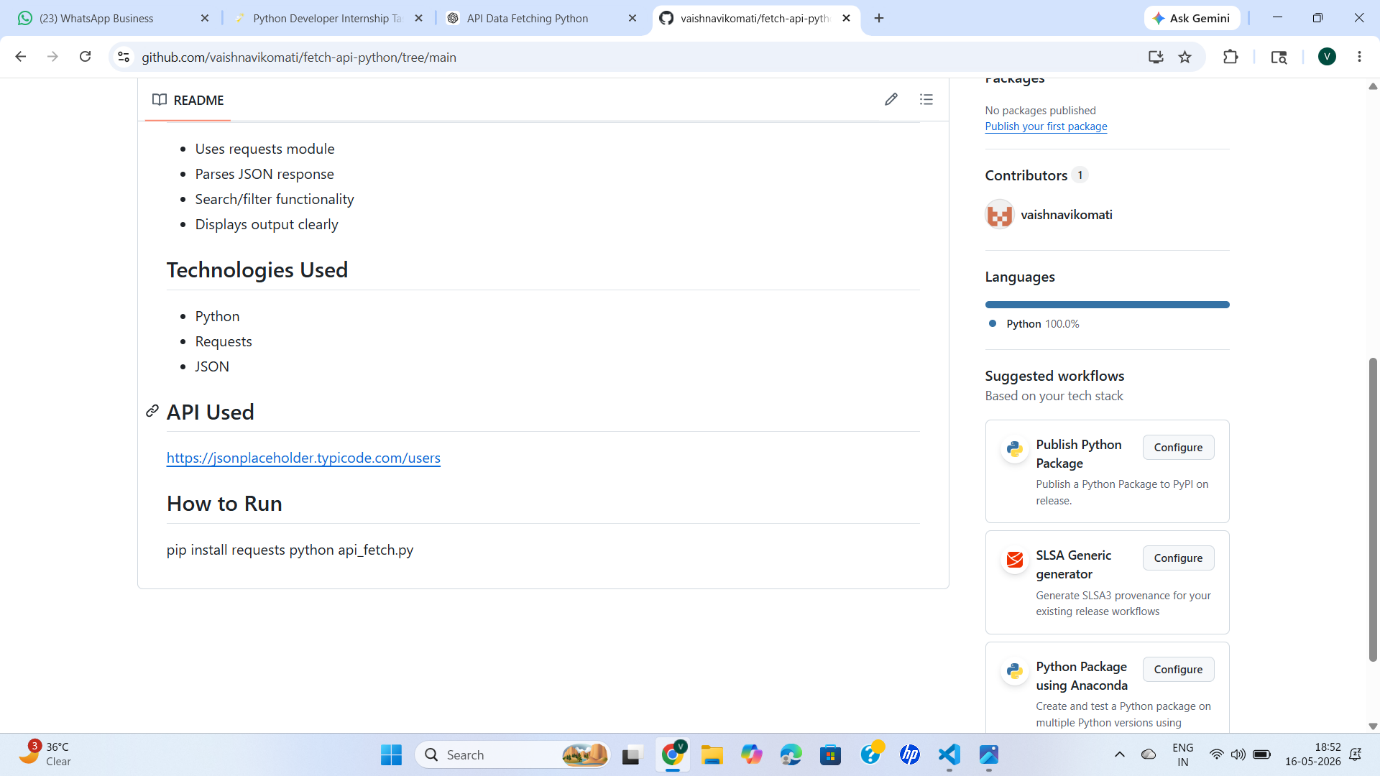 (23) WhatsApp Business
Python Developer Internship Ta
API Data Fetching Python
vaishnavikomati/fetch-api-pyth
Ask Gemini
github.com/vaishnavikomati/fetch-api-python/tree/main
V
README
Uses requests module
Parses JSON response
Search/filter functionality
Displays output clearly
Technologies Used
Python
Requests
JSON
API Used
https://jsonplaceholder.typicode.com/users
How to Run
pip install requests python api_fetch.py
Packages
No packages published
Publish your first package
Contributors 1
vaishnavikomati
Languages
Python 100.0%
Suggested workflows
Based on your tech stack
Publish Python
Package
Configure
Publish a Python Package to PyPI on
release.
SLSA Generic
generator
Configure
Generate SLSA3 provenance for your
existing release workflows
Python Package
using Anaconda
Configure
Create and test a Python package on
multiple Python versions using
3
36°C
Clear
Search
V
hp
ENG
IN
18:52
16-05-2026